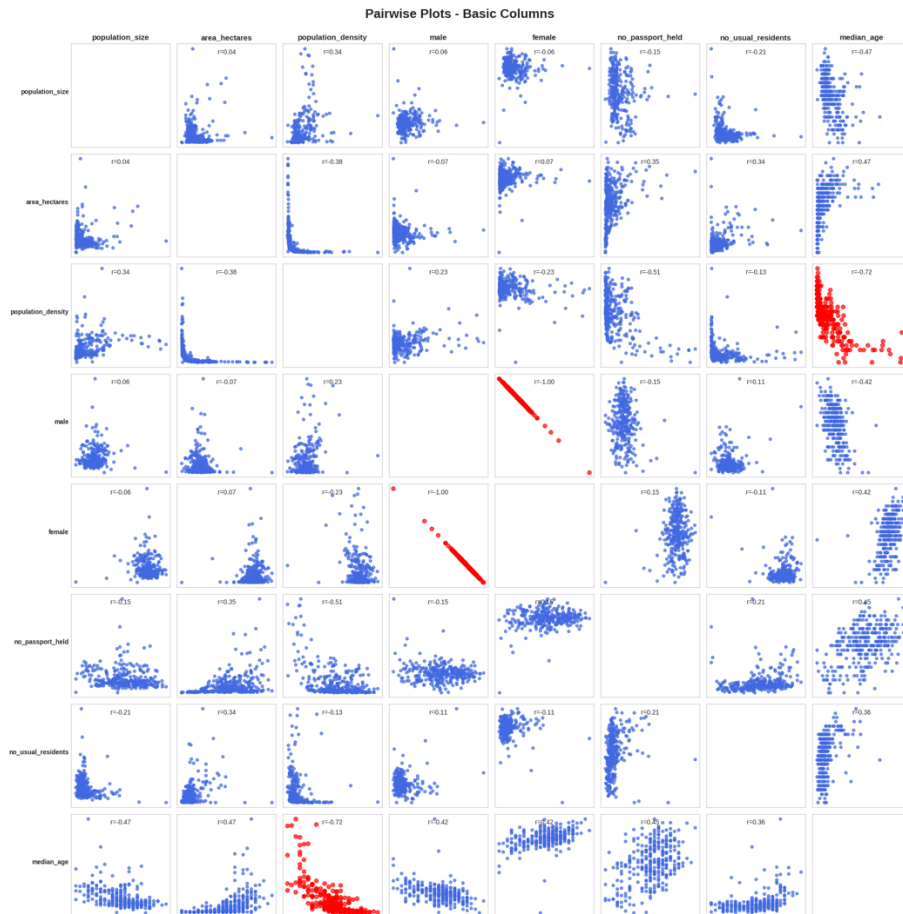 Pairwise Plots - Basic Columns
population_size area_hectares population_density male female no_passport_held no_usual_residents median_age
population_size r=0.04 r=0.34 r=0.06 r=-0.06 r=-0.15 r=-0.21 r=-0.47
area_hectares r=0.04 r=-0.38 r=-0.07 r=0.07 r=0.35 r=0.34 r=0.47
population_density r=0.34 r=-0.38 r=0.23 r=-0.23 r=-0.51 r=-0.13 r=-0.72
male r=0.06 r=-0.07 r=0.23 r=-1.00 r=-0.15 r=0.11 r=-0.42
female r=-0.06 r=0.07 r=-0.23 r=-1.00 r=0.15 r=-0.11 r=0.42
no_passport_held r=-0.15 r=0.35 r=-0.51 r=-0.15 r=0.21 r=0.45
no_usual_residents r=-0.21 r=0.34 r=-0.13 r=0.11 r=-0.11 r=0.21 r=0.36
median_age r=-0.47 r=0.47 r=-0.72 r=-0.42 r=0.42 r=0.45 r=0.36